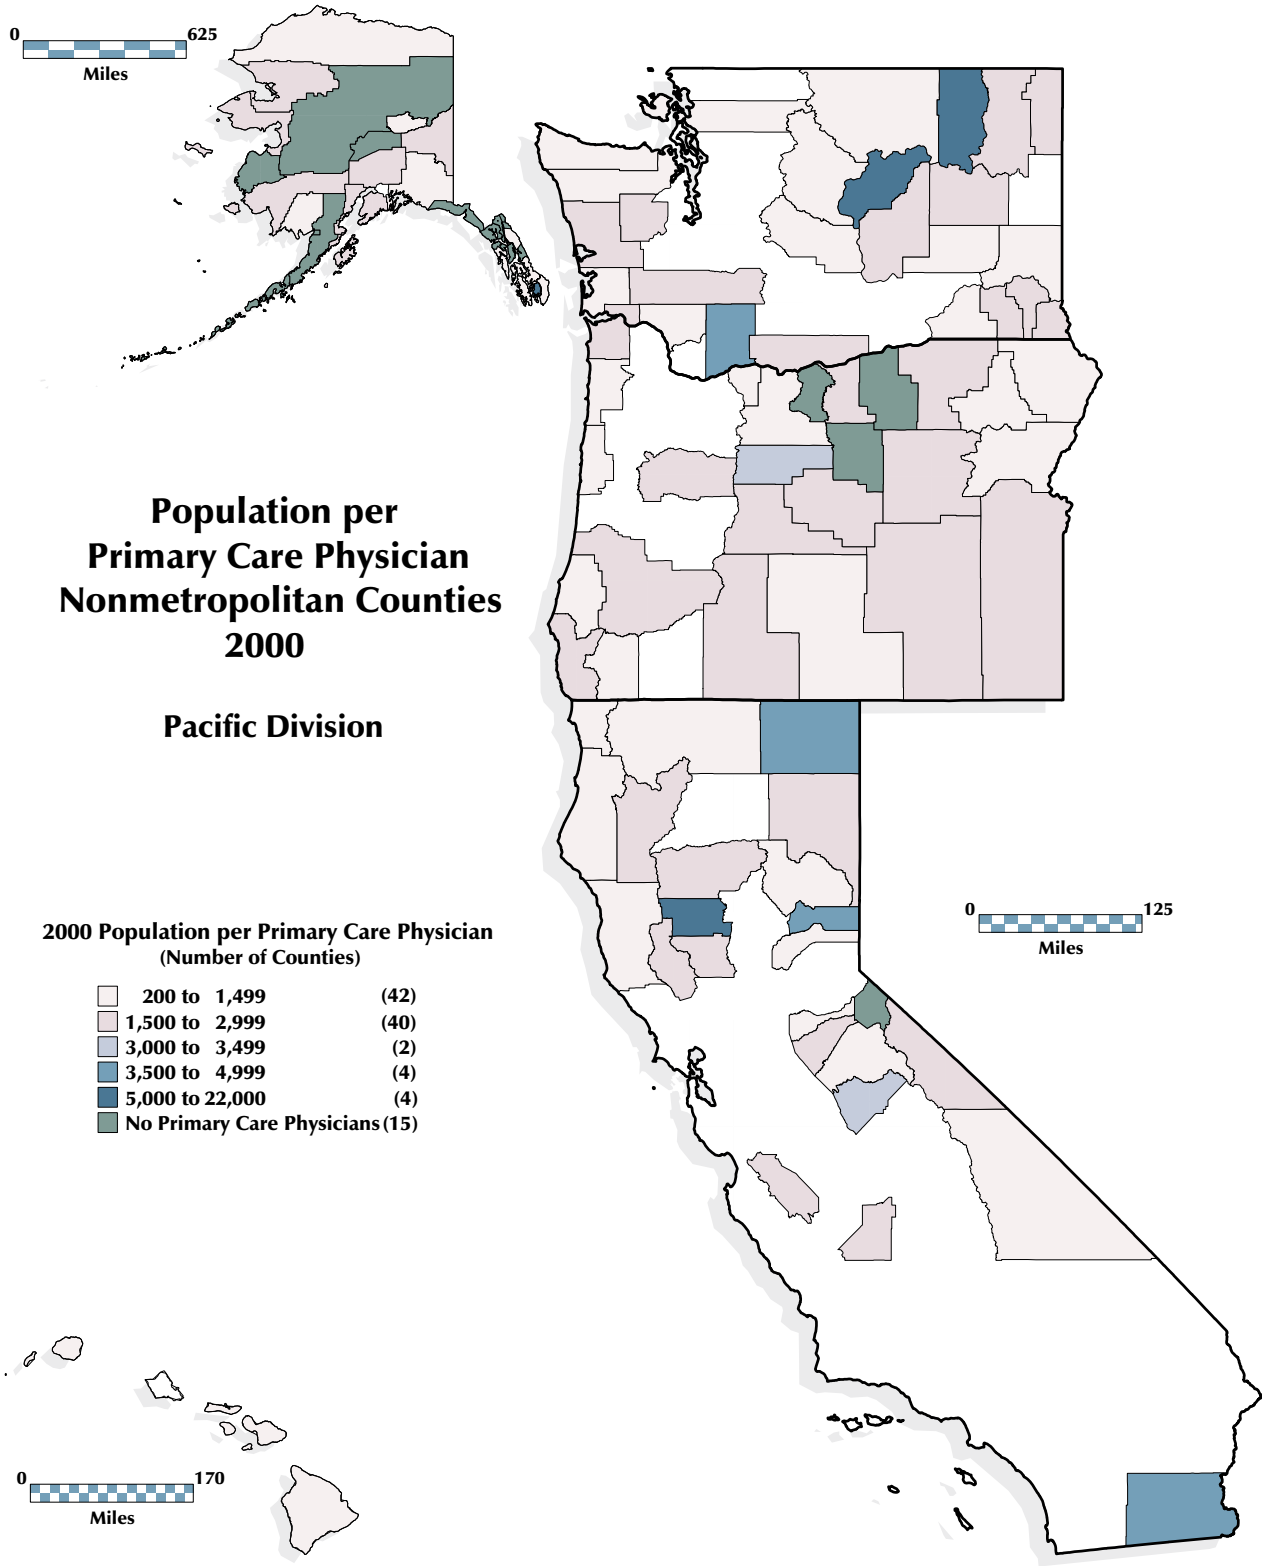 0 625
Miles
Population per
Primary Care Physician
Nonmetropolitan Counties
2000
Pacific Division
2000 Population per Primary Care Physician
(Number of Counties)
200 to 1,499 (42)
1,500 to 2,999 (40)
3,000 to 3,499 (2)
3,500 to 4,999 (4)
5,000 to 22,000 (4)
No Primary Care Physicians (15)
0 125
Miles
0 170
Miles